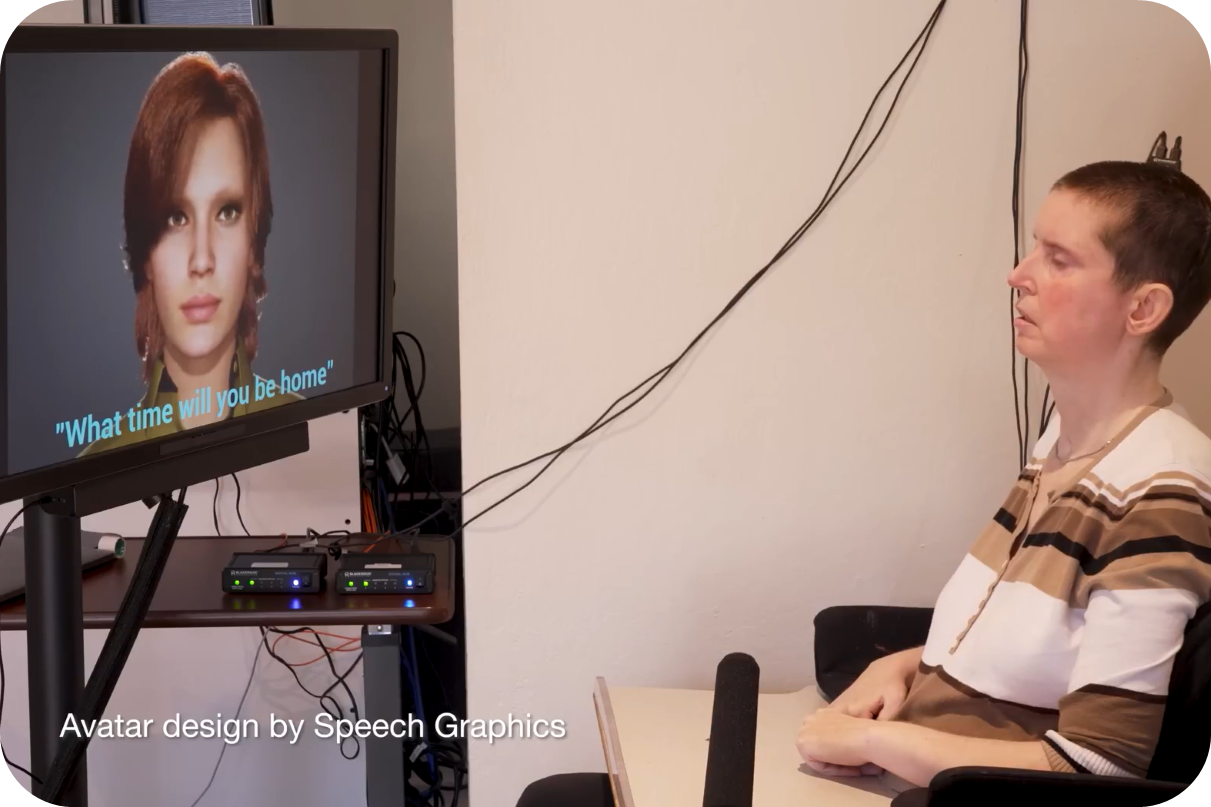 "What time will you be home"
Avatar design by Speech Graphics